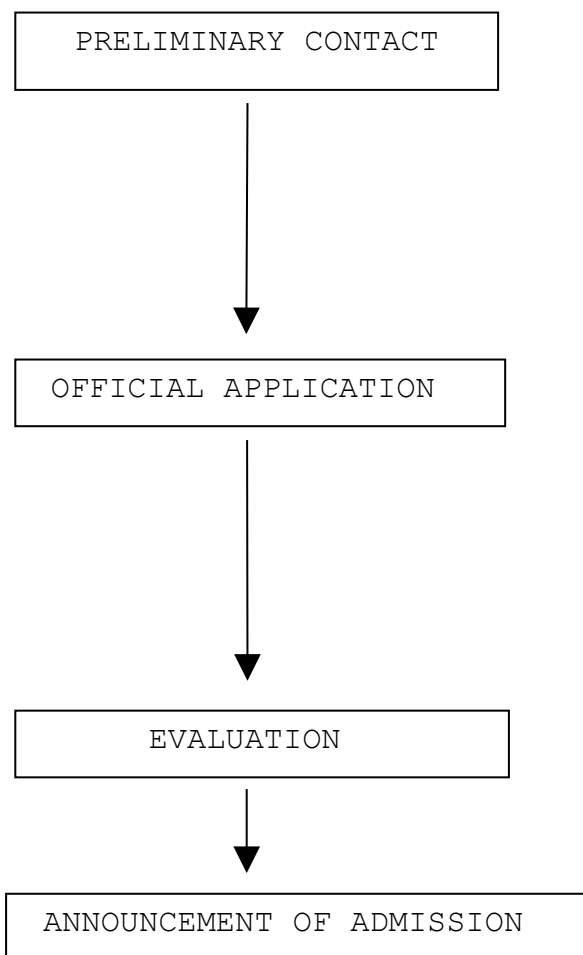 PRELIMINARY CONTACT
OFFICIAL APPLICATION
EVALUATION
ANNOUNCEMENT OF ADMISSION